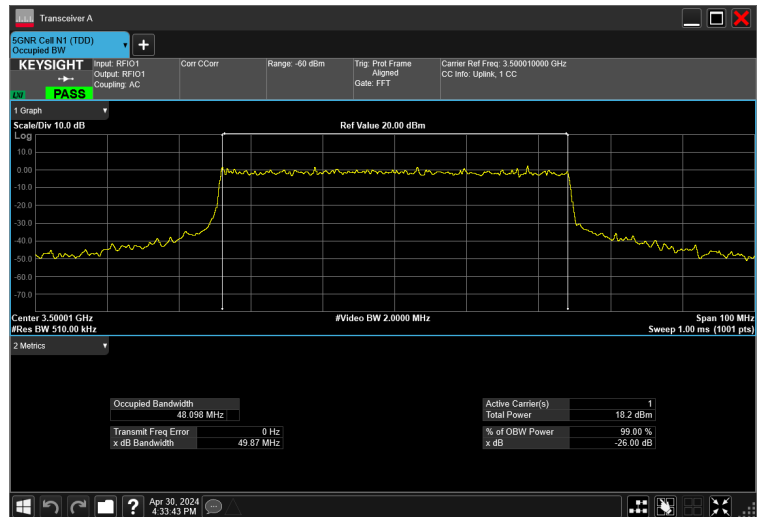 Transceiver A
5GNR Cell N1 (TDD)
Occupied BW
KEYSIGHT
Input: RFIO1
Output: RFIO1
Coupling: AC
Corr CCorr
Range: -60 dBm
Trig: Prot Frame
Aligned
Gate: FFT
Carrier Ref Freq: 3.500010000 GHz
CC Info: Uplink, 1 CC
LXI
PASS
1 Graph
Scale/Div 10.0 dB
Ref Value 20.00 dBm
Log
10.0
0.00
-10.0
-20.0
-30.0
-40.0
-50.0
-60.0
-70.0
Center 3.50001 GHz
#Video BW 2.0000 MHz
Span 100 MHz
#Res BW 510.00 kHz
Sweep 1.00 ms (1001 pts)
2 Metrics
Occupied Bandwidth
48.098 MHz
Active Carrier(s) 1
Total Power 18.2 dBm
Transmit Freq Error 0 Hz
x dB Bandwidth 49.87 MHz
% of OBW Power 99.00 %
x dB -26.00 dB
?
Apr 30, 2024
4:33:43 PM